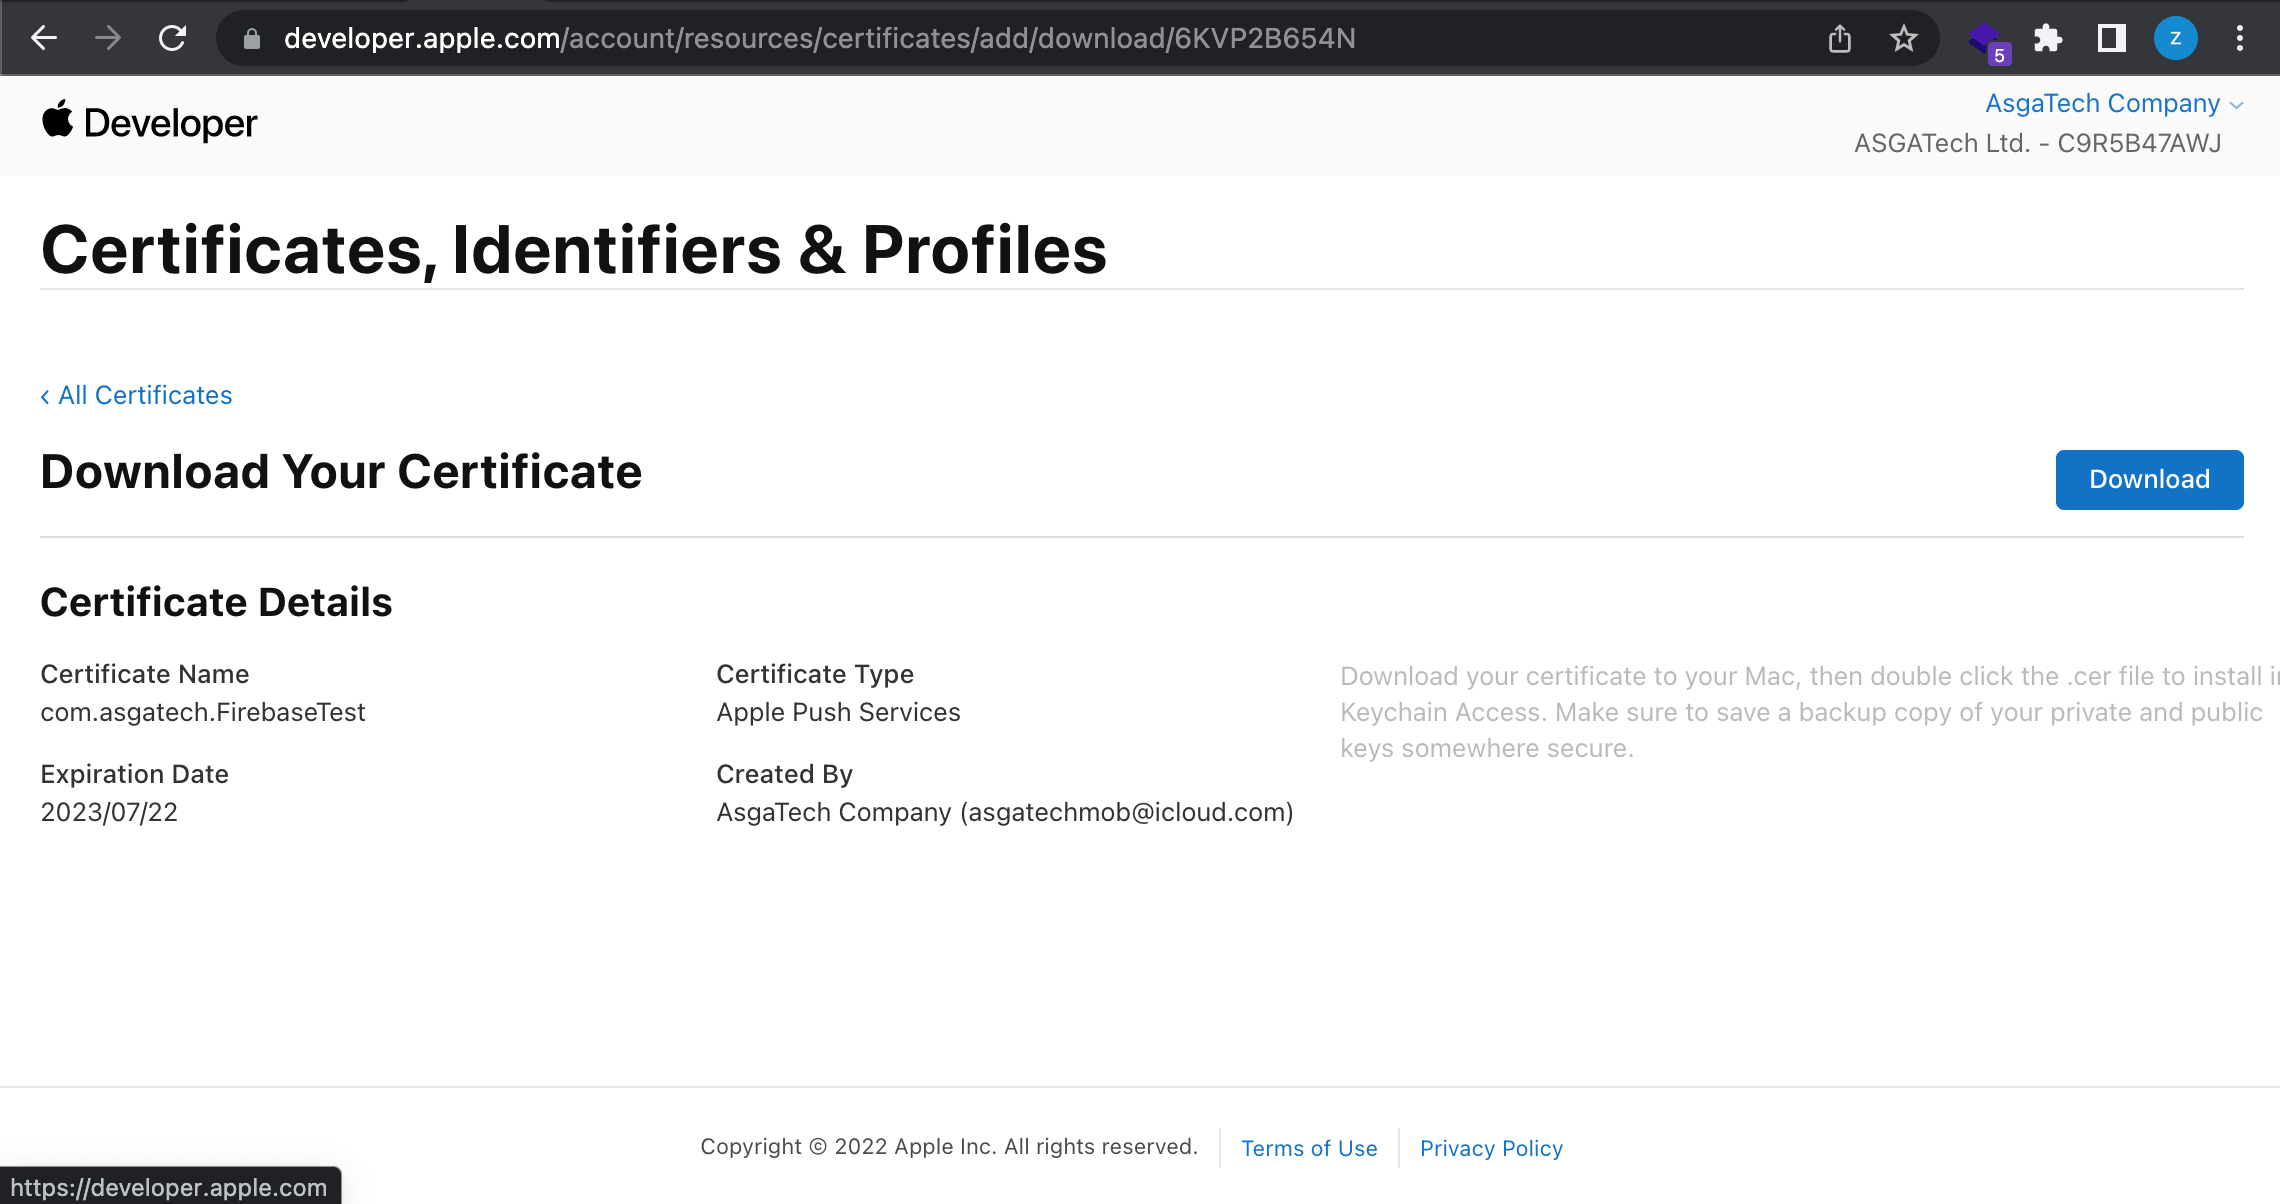 developer.apple.com/account/resources/certificates/add/download/6KVP2B654N
5
z
Developer
AsgaTech Company
ASGATech Ltd. - C9R5B47AWJ
Certificates, Identifiers & Profiles
‹ All Certificates
Download Your Certificate
Download
Certificate Details
Certificate Name
com.asgatech.FirebaseTest
Expiration Date
2023/07/22
Certificate Type
Apple Push Services
Created By
AsgaTech Company (asgatechmob@icloud.com)
Download your certificate to your Mac, then double click the .cer file to install
Keychain Access. Make sure to save a backup copy of your private and public
keys somewhere secure.
Copyright © 2022 Apple Inc. All rights reserved.
Terms of Use
Privacy Policy
https://developer.apple.com